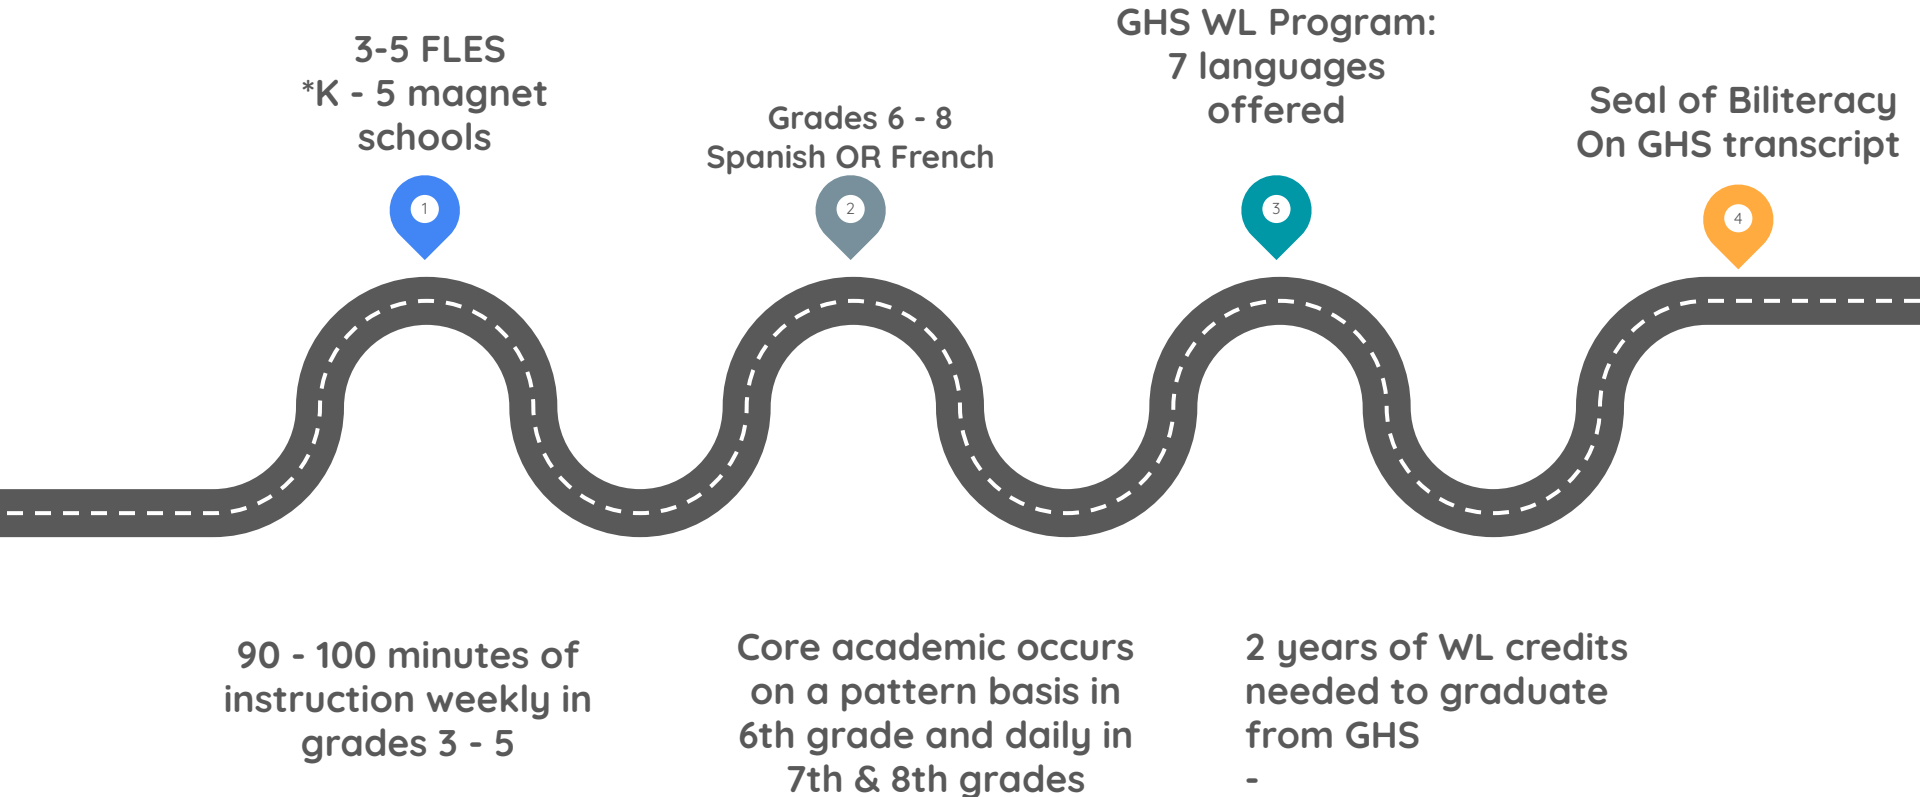 3-5 FLES
*K - 5 magnet
schools
1
Grades 6 - 8
Spanish OR French
2
GHS WL Program:
7 languages
offered
3
Seal of Biliteracy
On GHS transcript
4
90 - 100 minutes of
instruction weekly in
grades 3 - 5
Core academic occurs
on a pattern basis in
6th grade and daily in
7th & 8th grades
2 years of WL credits
needed to graduate
from GHS
-